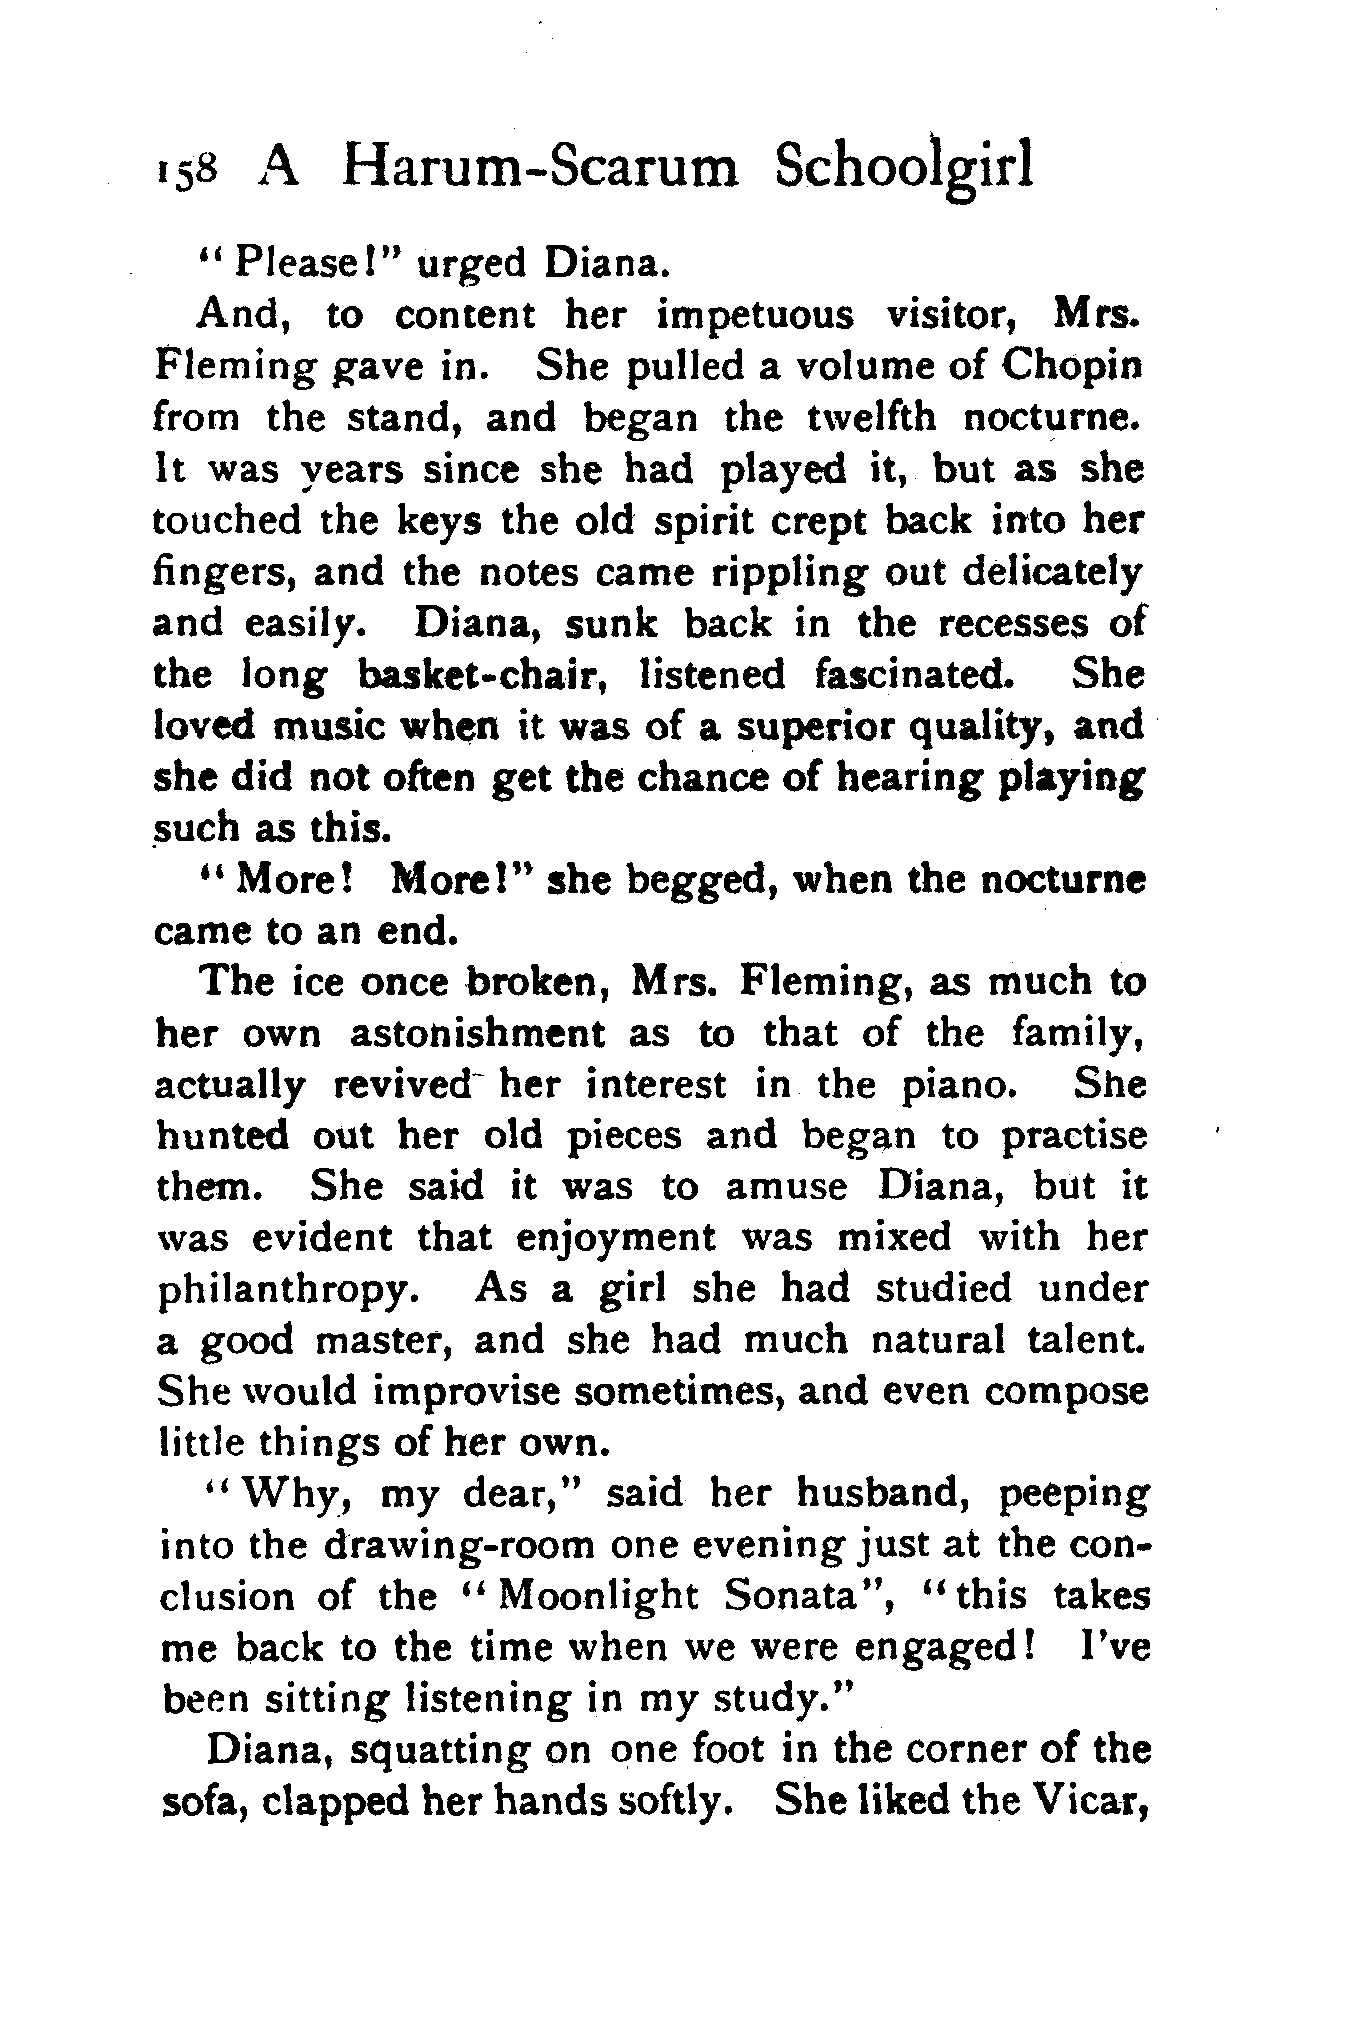 158 A Harum-Scarum Schoolgirl
"Please!" urged Diana.
And, to content her impetuous visitor, Mrs.
Fleming gave in. She pulled a volume of Chopin
from the stand, and began the twelfth nocturne.
It was years since she had played it, but as she
touched the keys the old spirit crept back into her
fingers, and the notes came rippling out delicately
and easily. Diana, sunk back in the recesses of
the long basket-chair, listened fascinated. She
loved music when it was of a superior quality, and
she did not often get the chance of hearing playing
such as this.
"More! More!" she begged, when the nocturne
came to an end.
The ice once broken, Mrs. Fleming, as much to
her own astonishment as to that of the family,
actually revived her interest in the piano. She
hunted out her old pieces and began to practise
them. She said it was to amuse Diana, but it
was evident that enjoyment was mixed with her
philanthropy. As a girl she had studied under
a good master, and she had much natural talent.
She would improvise sometimes, and even compose
little things of her own.
"Why, my dear," said her husband, peeping
into the drawing-room one evening just at the con-
clusion of the "Moonlight Sonata", "this takes
me back to the time when we were engaged! I've
been sitting listening in my study."
Diana, squatting on one foot in the corner of the
sofa, clapped her hands softly. She liked the Vicar,